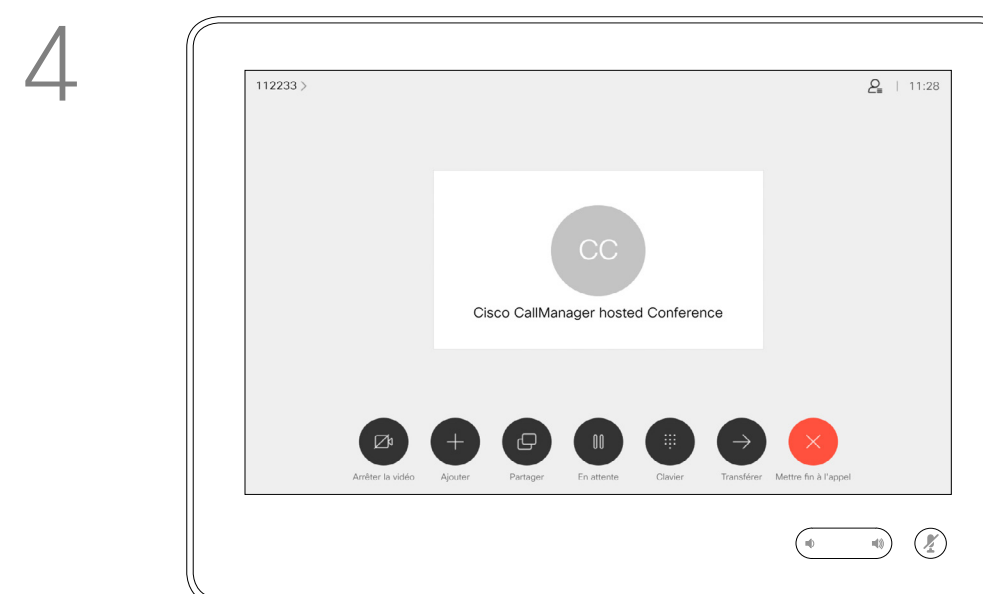 4
112233 >
| 11:28
CC
Cisco CallManager hosted Conference
Arrêter la vidéo Ajouter Partager En attente Clavier Transférer Mettre fin à l'appel